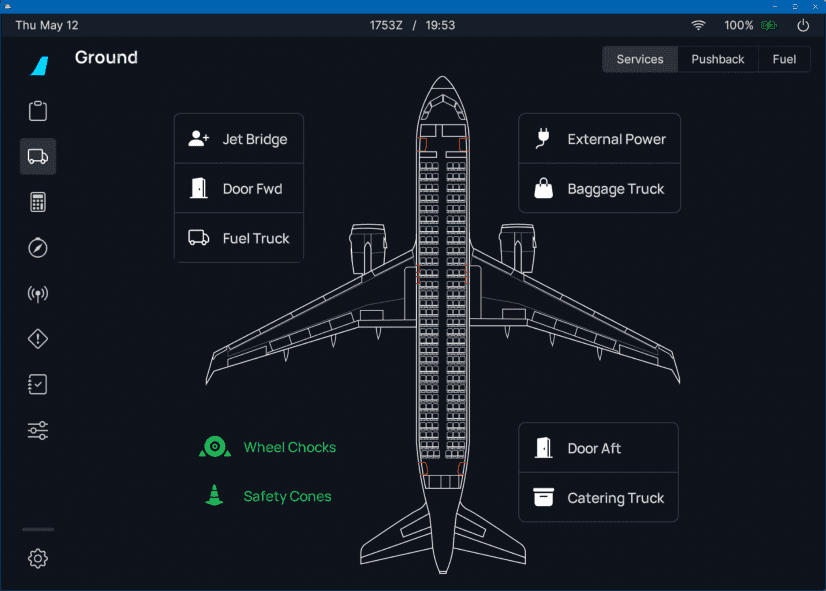 Thu May 12
1753Z / 19:53
100%
Ground
Services
Pushback
Fuel
Jet Bridge
Door Fwd
Fuel Truck
External Power
Baggage Truck
Wheel Chocks
Safety Cones
Door Aft
Catering Truck